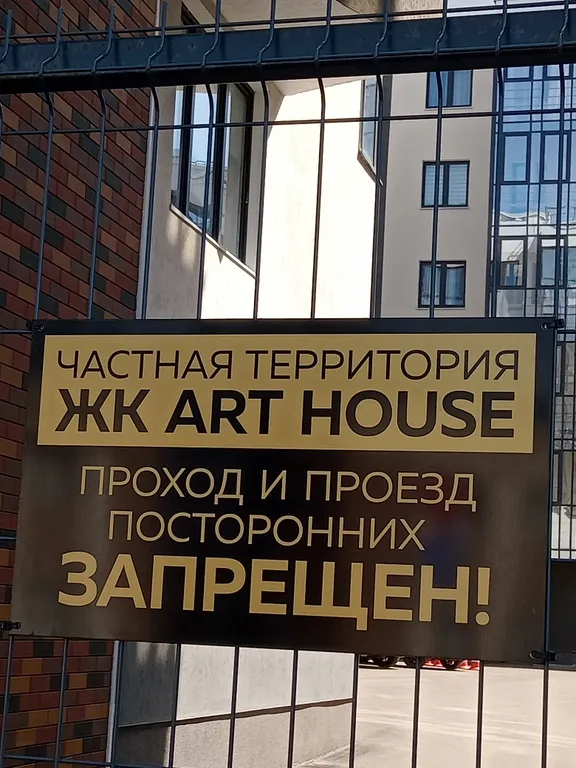 ЧАСТНАЯ ТЕРРИТОРИЯ
ЖК ART HOUSE
ПРОХОД И ПРОЕЗД
ПОСТОРОННИХ
ЗАПРЕЩЕН!